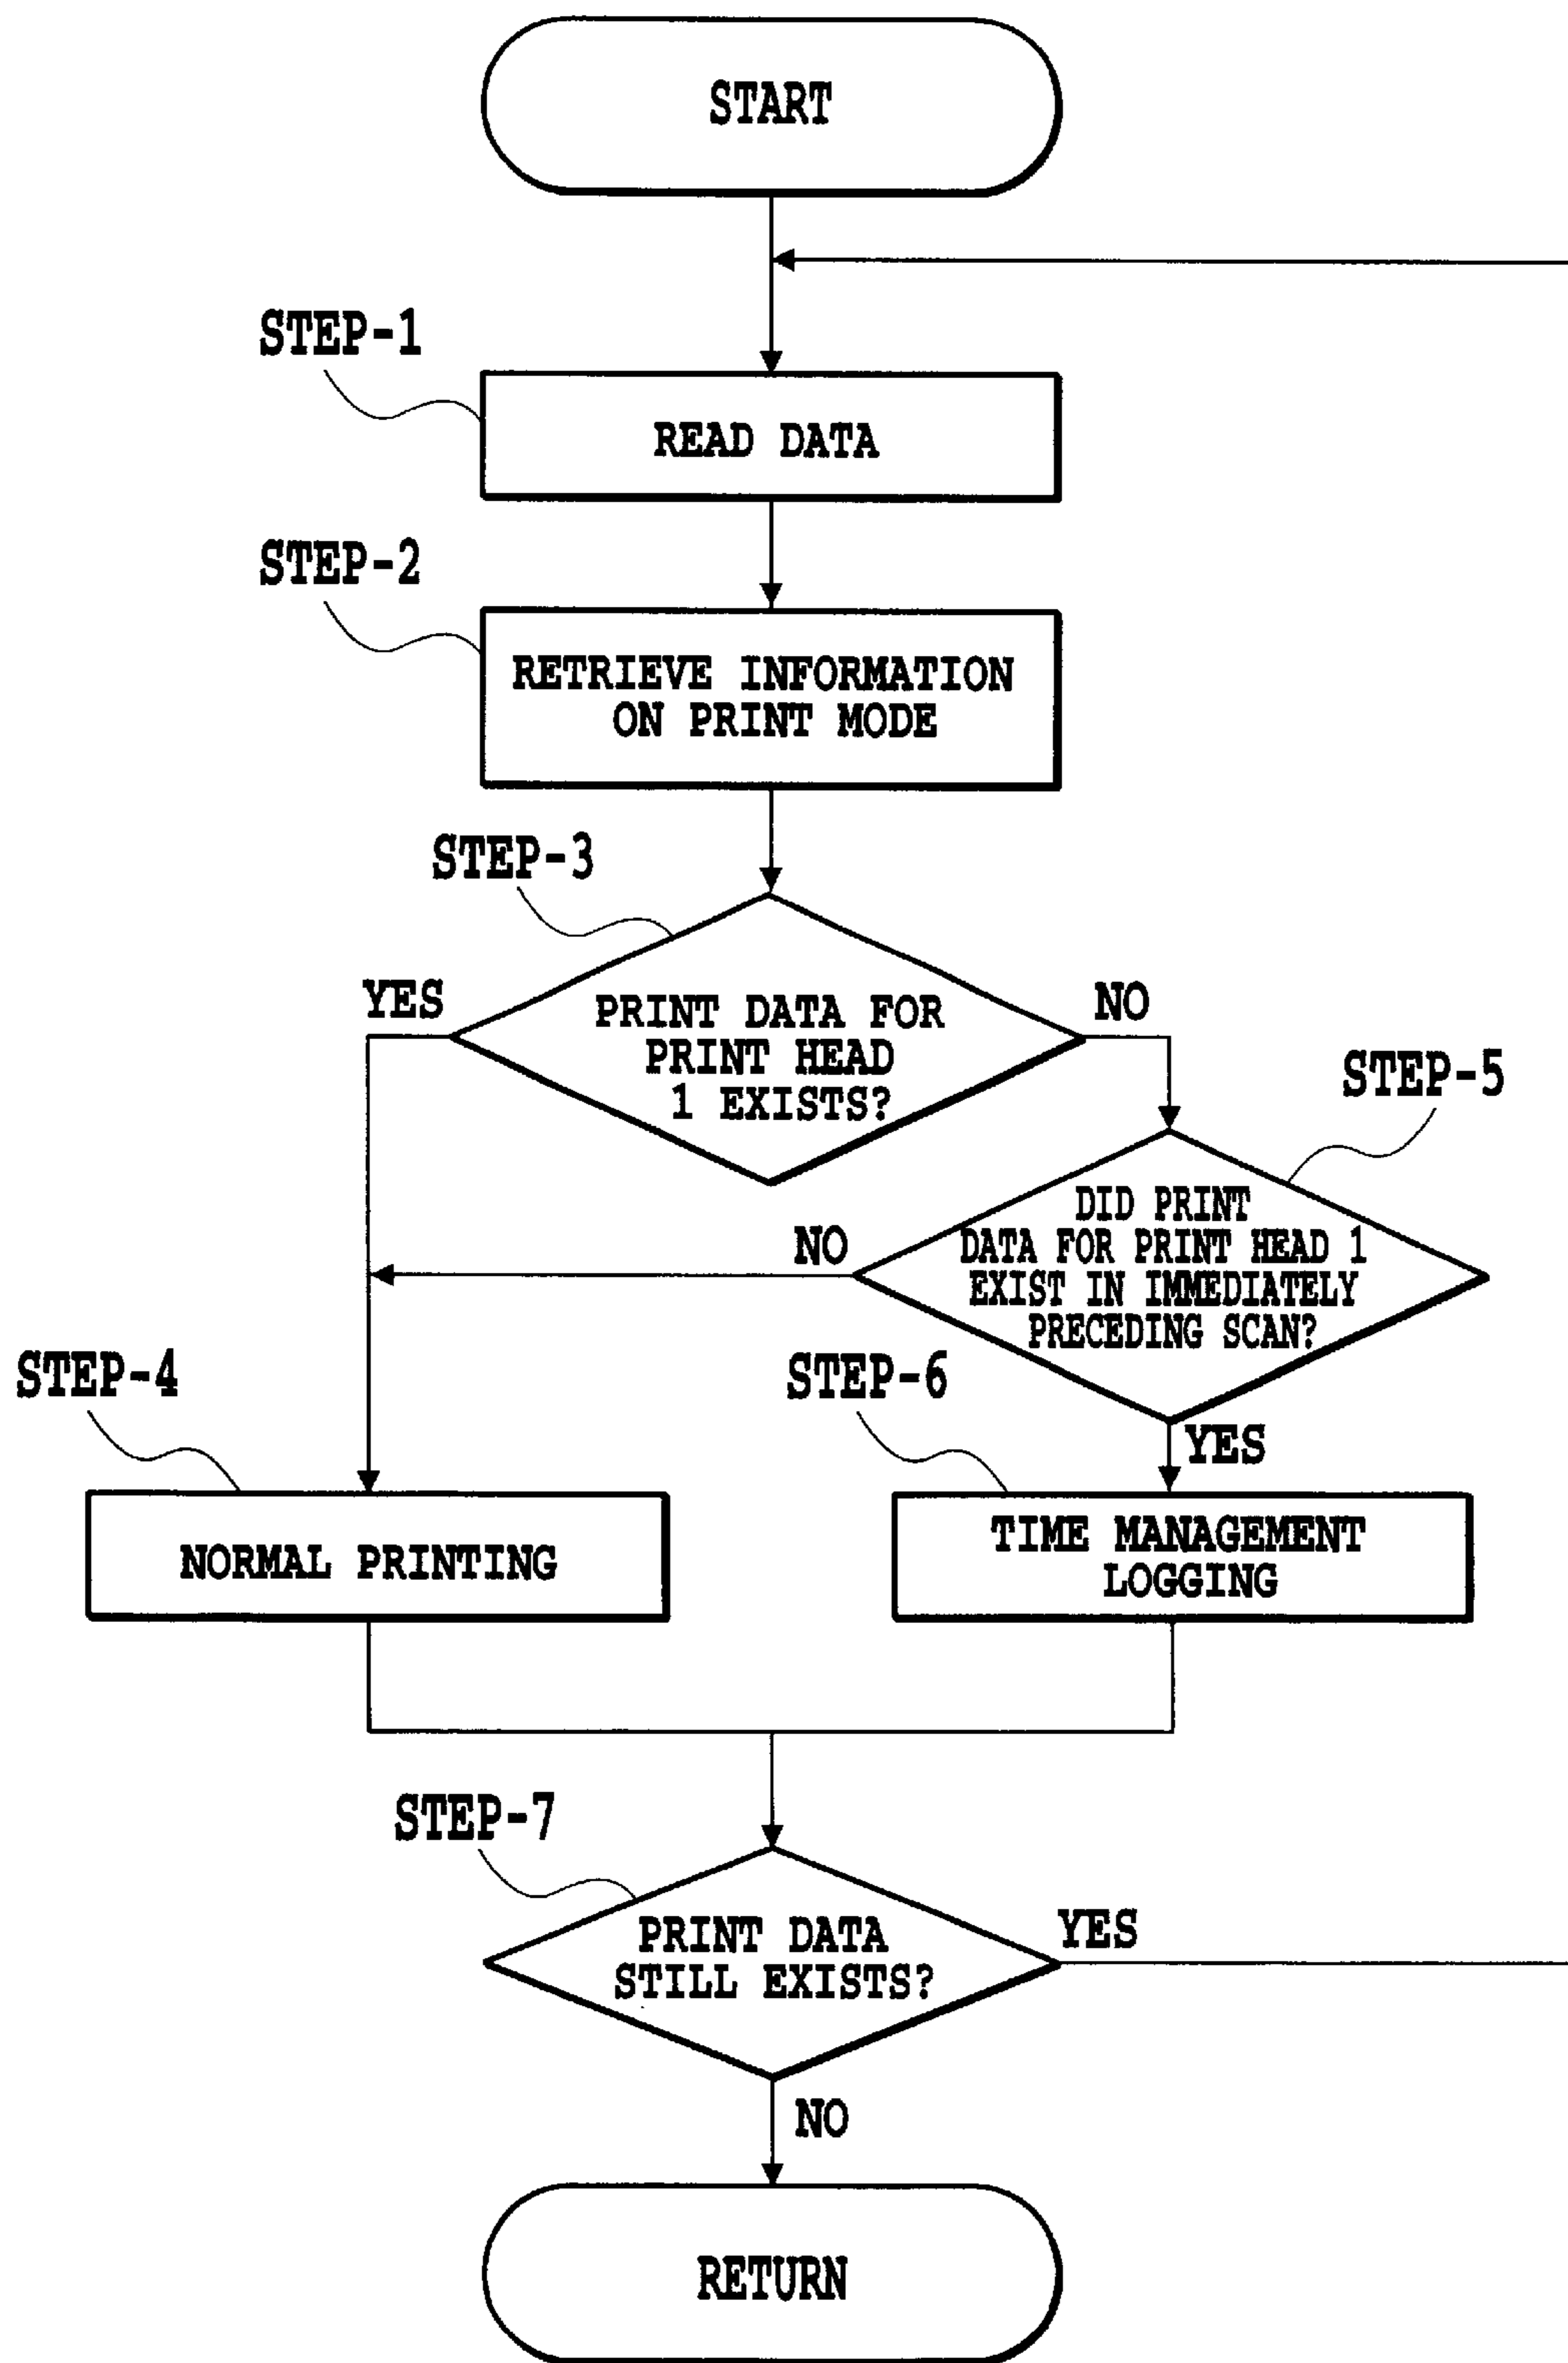 START
STEP-1
READ DATA
STEP-2
RETRIEVE INFORMATION
ON PRINT MODE
STEP-3
YES
NO
PRINT DATA FOR
PRINT HEAD
1 EXISTS?
STEP-5
DID PRINT
DATA FOR PRINT HEAD 1
EXIST IN IMMEDIATELY
PRECEDING SCAN?
NO
STEP-4
STEP-6
YES
NORMAL PRINTING
TIME MANAGEMENT
LOGGING
STEP-7
PRINT DATA
STILL EXISTS?
YES
NO
RETURN